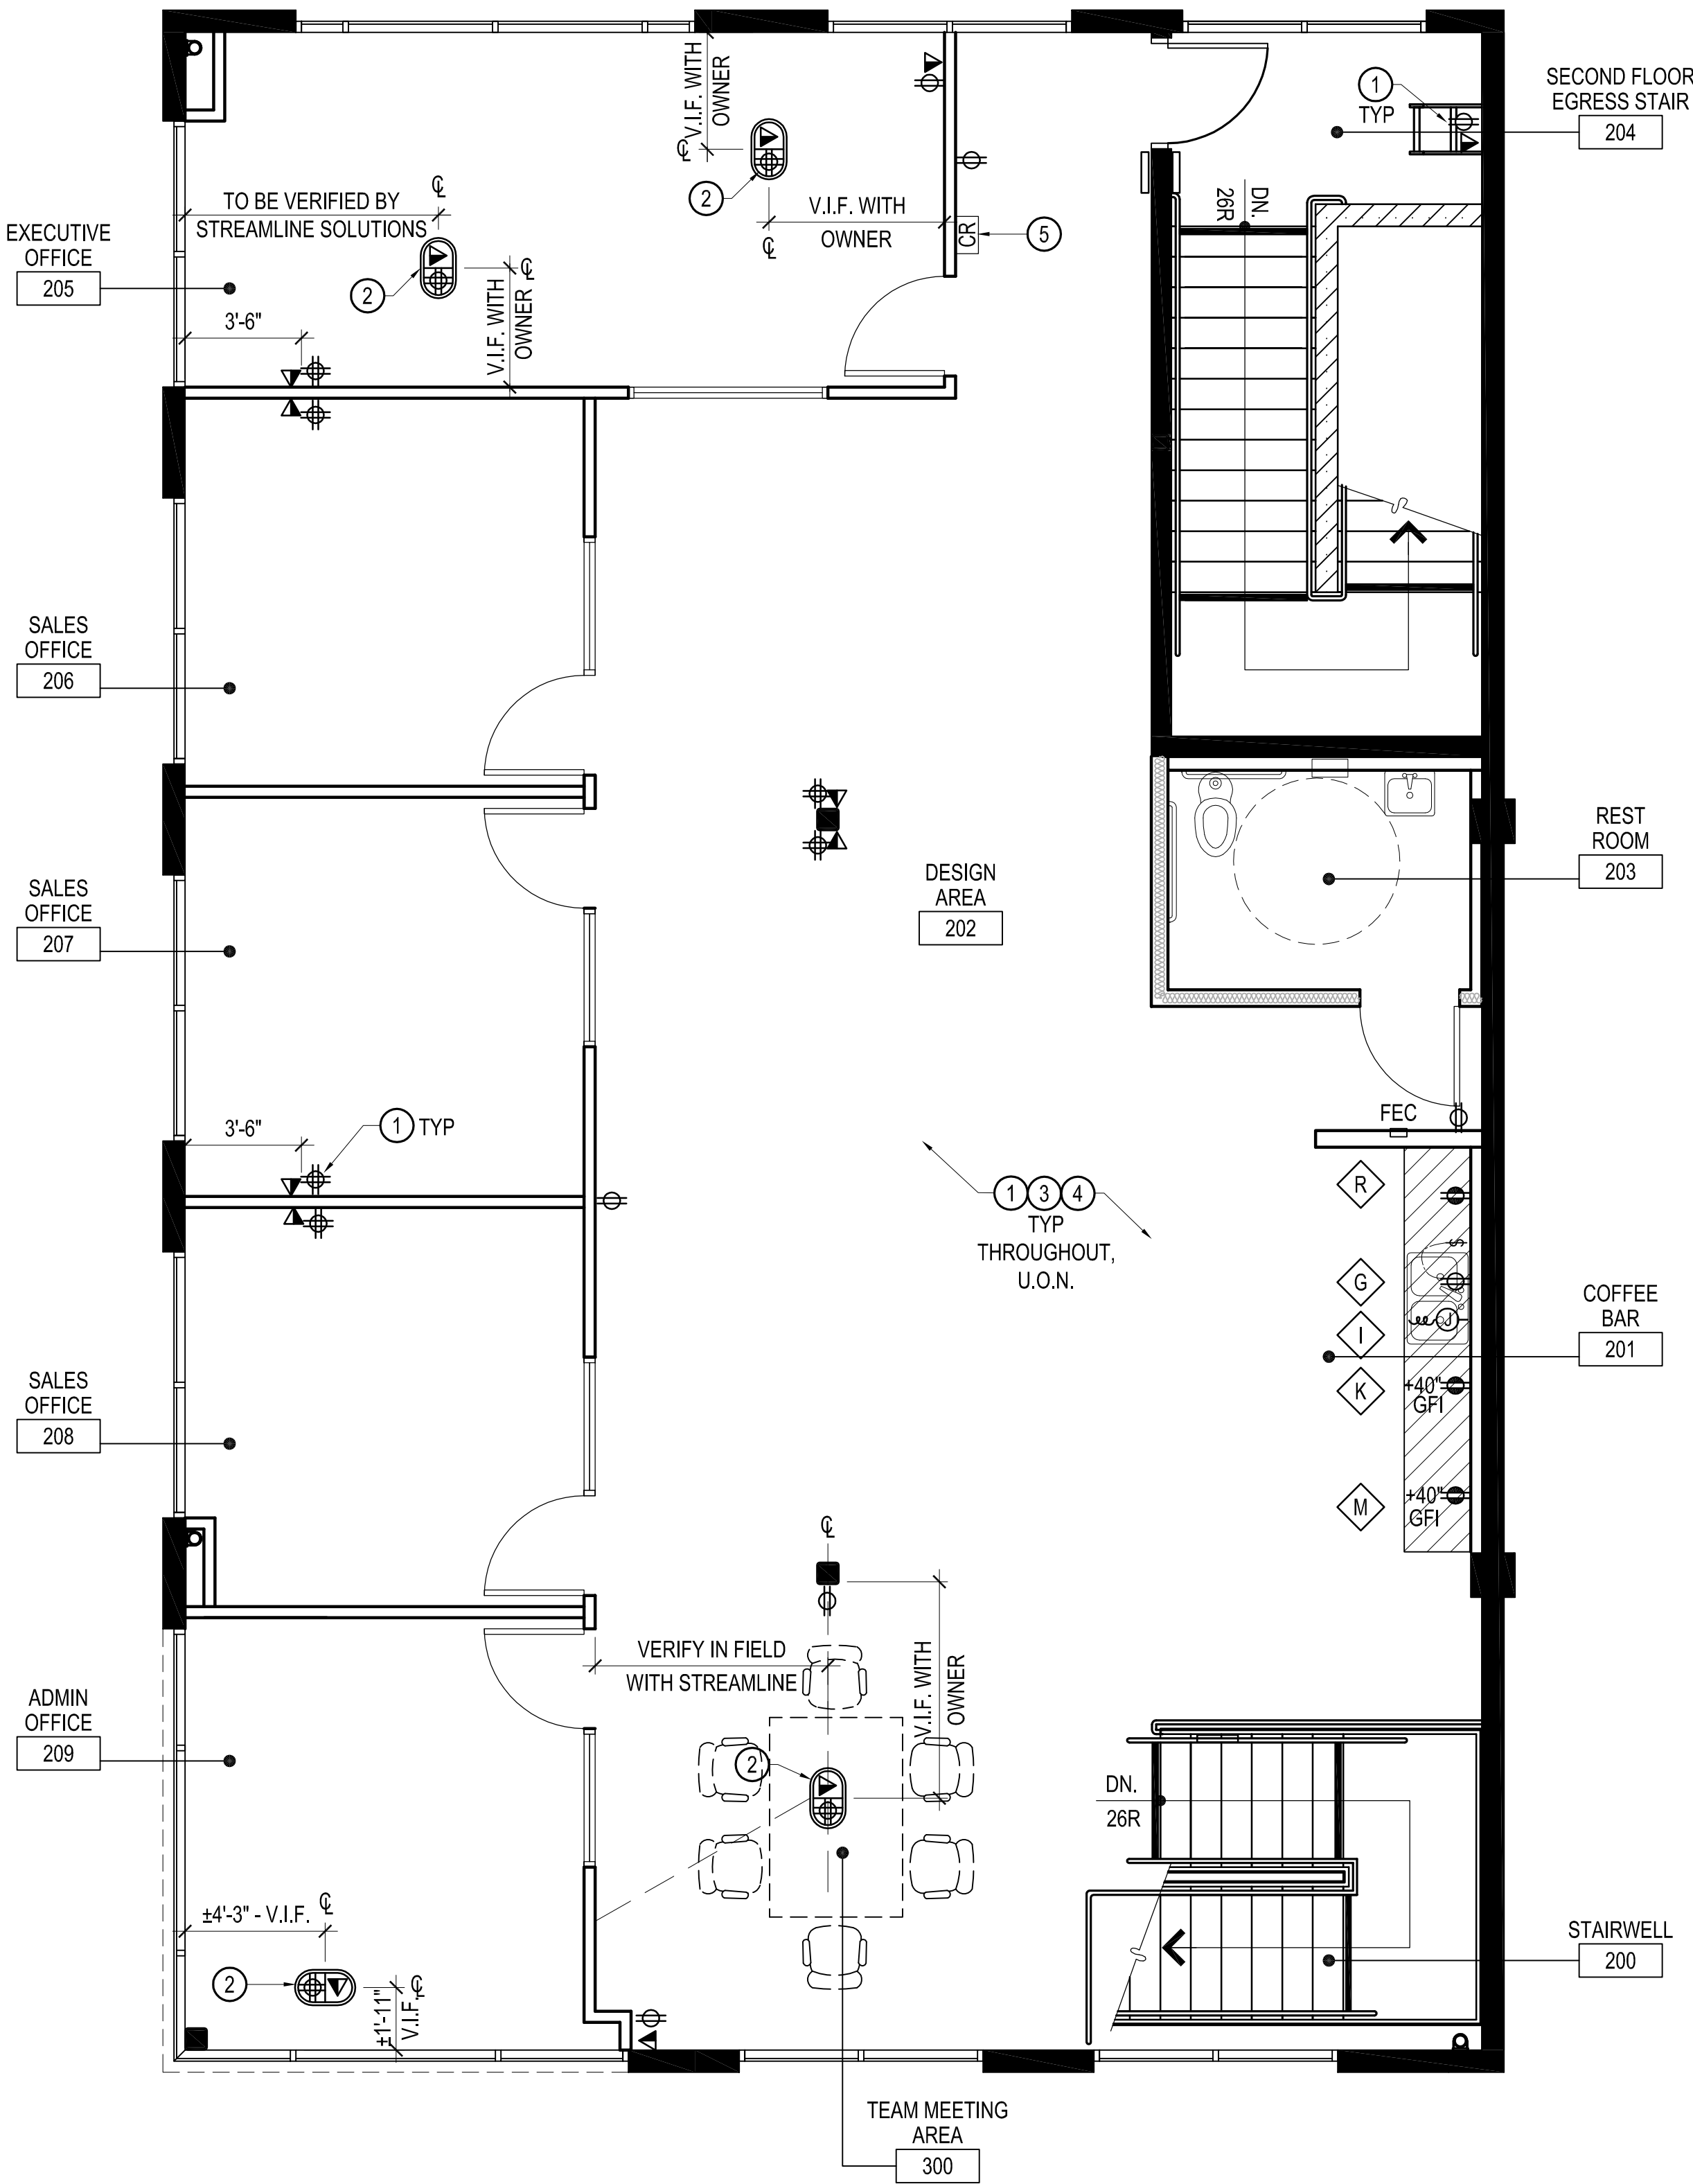 V.I.F. WITH
OWNER
1
TYP
SECOND FLOOR
EGRESS STAIR
204
℄
2
TO BE VERIFIED BY
STREAMLINE SOLUTIONS
℄
V.I.F. WITH
OWNER
℄
CR
5
DN.
26R
EXECUTIVE
OFFICE
205
2
℄
V.I.F. WITH
OWNER
3'-6"
SALES
OFFICE
206
REST
ROOM
203
DESIGN
AREA
202
SALES
OFFICE
207
3'-6"
1 TYP
FEC
1 3 4
TYP
THROUGHOUT,
U.O.N.
R
G
I
K
M
$
J
+40"
GFI
+40"
GFI
COFFEE
BAR
201
SALES
OFFICE
208
℄
VERIFY IN FIELD
WITH STREAMLINE
V.I.F. WITH
OWNER
ADMIN
OFFICE
209
2
DN.
26R
±4'-3" - V.I.F.
℄
2
±1'-11"
V.I.F.
℄
STAIRWELL
200
TEAM MEETING
AREA
300